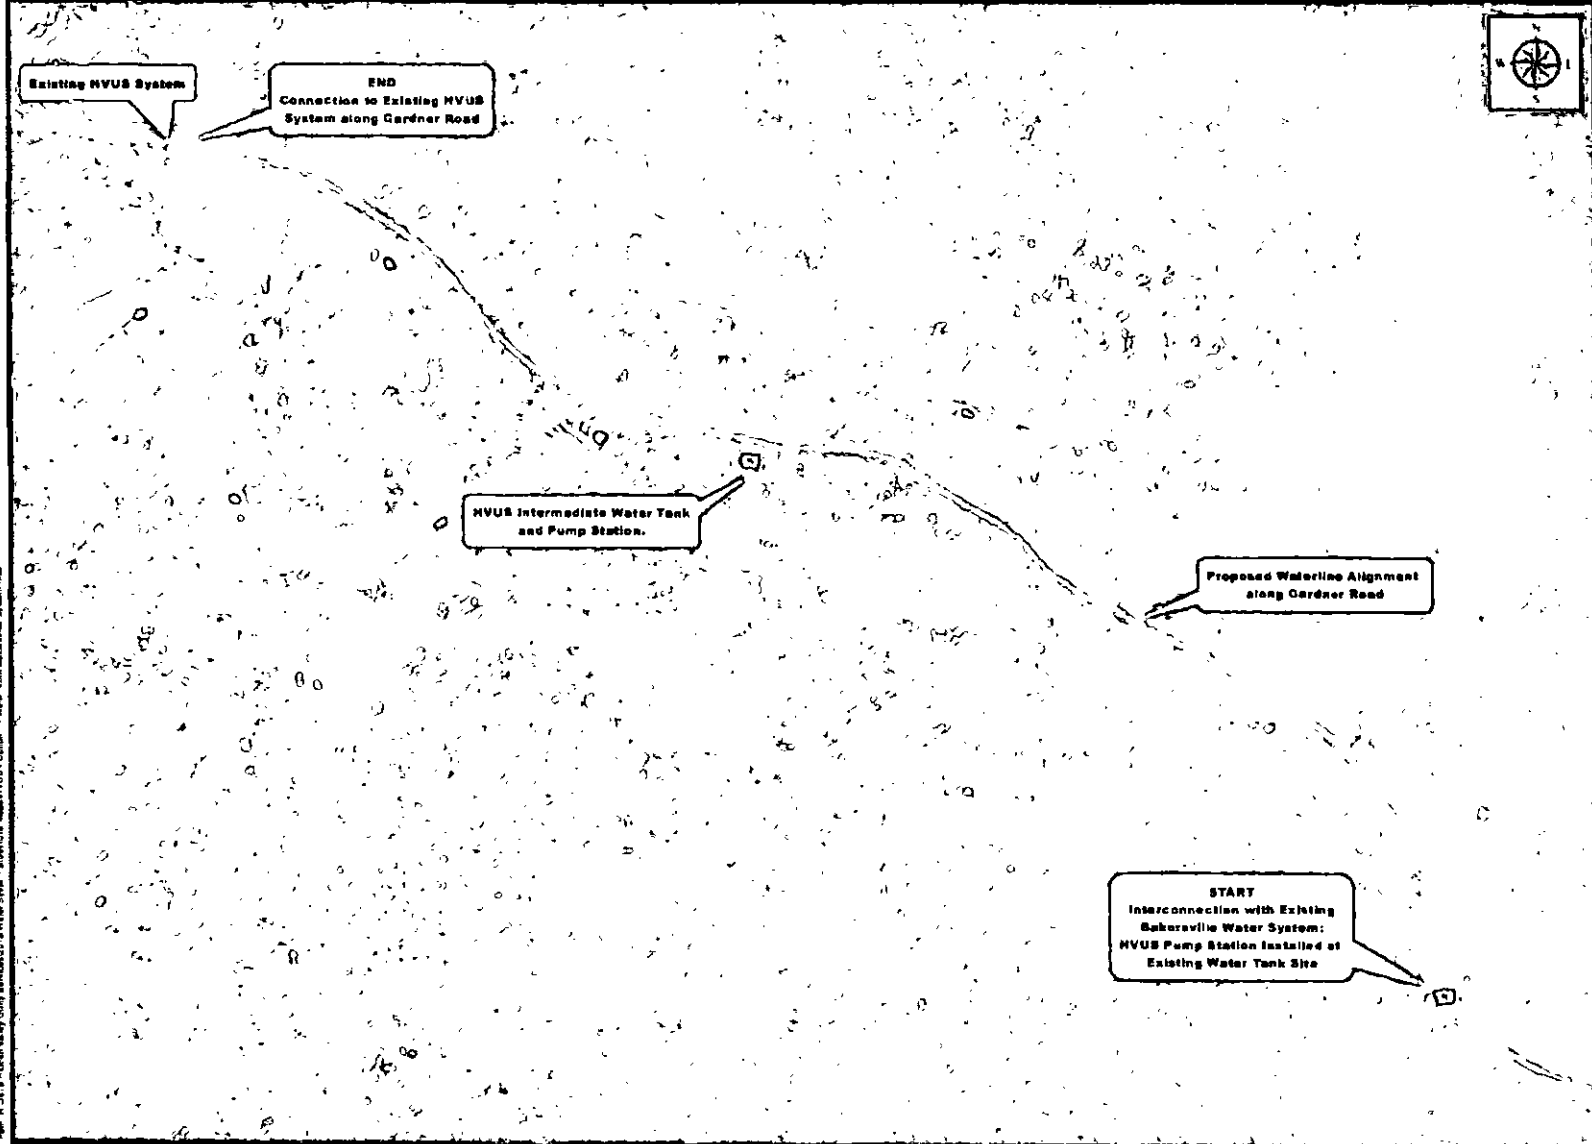 Existing HVUS System
END
Connection to Existing HVUS
System along Gardner Road
N
W
S
HVUS Intermediate Water Tank
and Pump Station.
Proposed Waterline Alignment
along Gardner Road
START
Interconnection with Existing
Bakersville Water System;
HVUS Pump Station Installed at
Existing Water Tank Site